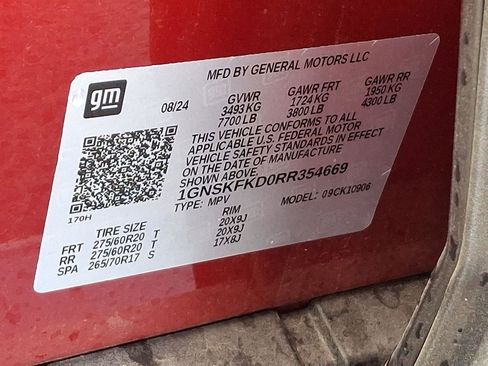 MFD BY GENERAL MOTORS LLC
gm
08/24 GVWR GAWR FRT GAWR RR
3493 KG 1724 KG 1950 KG
7700 LB 3800 LB 4300 LB
THIS VEHICLE CONFORMS TO ALL
APPLICABLE U.S. FEDERAL MOTOR
VEHICLE SAFETY STANDARDS IN EFFECT
ON THE DATE OF MANUFACTURE
SHOWN ABOVE.
1GNSKFKD0RR354669
TYPE: MPV MODEL: 09CK10906
170H
TIRE SIZE RIM
FRT 275/60R20 T 20X9J
RR 275/60R20 T 20X9J
SPA 265/70R17 S 17X8J